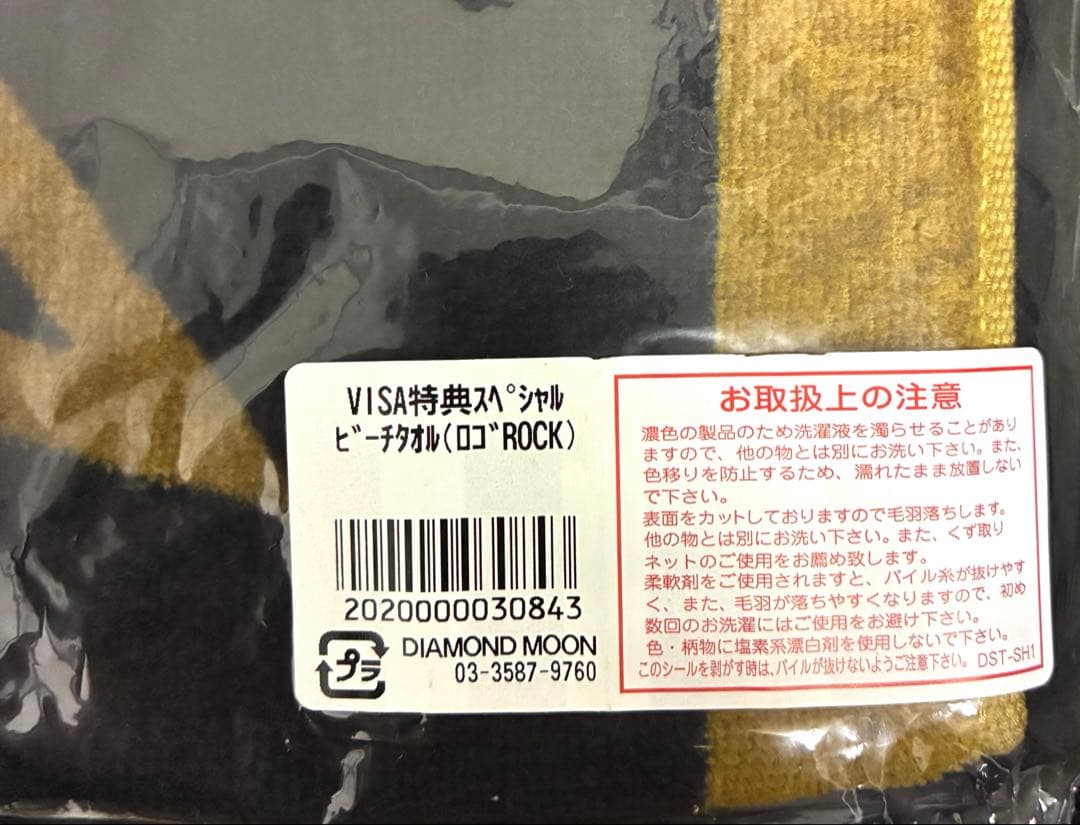 VISA特典ｽﾍﾟｼｬﾙ
ﾋﾞｰﾁﾀｵﾙ(ﾛｺﾞROCK)
2020000030843
プラ
DIAMOND MOON
03-3587-9760
お取扱上の注意
濃色の製品のため洗濯液を濁らせることがあり
ますので、他の物とは別にお洗い下さい。また、
色移りを防止するため、濡れたまま放置しない
で下さい。
表面をカットしておりますので毛羽落ちします。
他の物とは別にお洗い下さい。また、くず取り
ネットのご使用をお薦め致します。
柔軟剤をご使用されますと、パイル糸が抜けやす
く、また、毛羽が落ちやすくなりますので、初め
数回のお洗濯にはご使用をお避け下さい。
色・柄物に塩素系漂白剤を使用しないで下さい。
このシールを剥がす時は、パイルが抜けないようご注意下さい。 DST-SH1